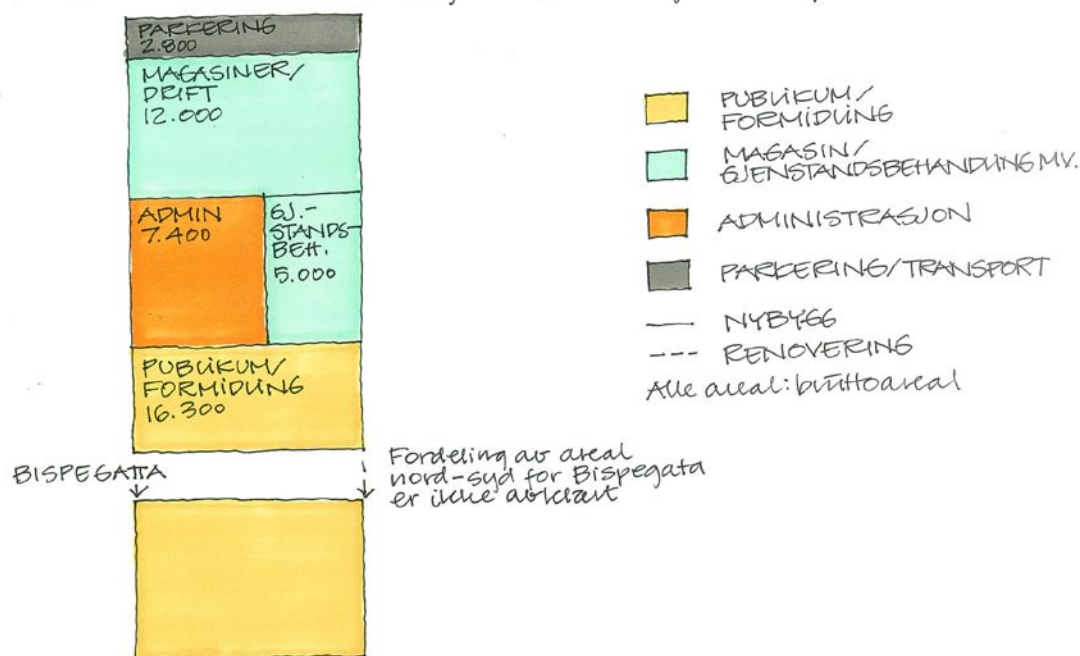 PARKERING
2.800
MAGASINER/
DRIFT
12.000
ADMIN
7.400
GJ.-
STANDS-
BEH.
5.000
PUBLIKUM/
FORMIDLING
16.300
BISPEGATTA
Fordeling av areal
nord-syd for Bispegata
er ikke avklart
PUBLIKUM/
FORMIDLING
MAGASIN/
GJENSTANDSBEHANDLING MV.
ADMINISTRASJON
PARKERING/TRANSPORT
NYBYGG
RENOVERING
Alle areal: bruttoareal